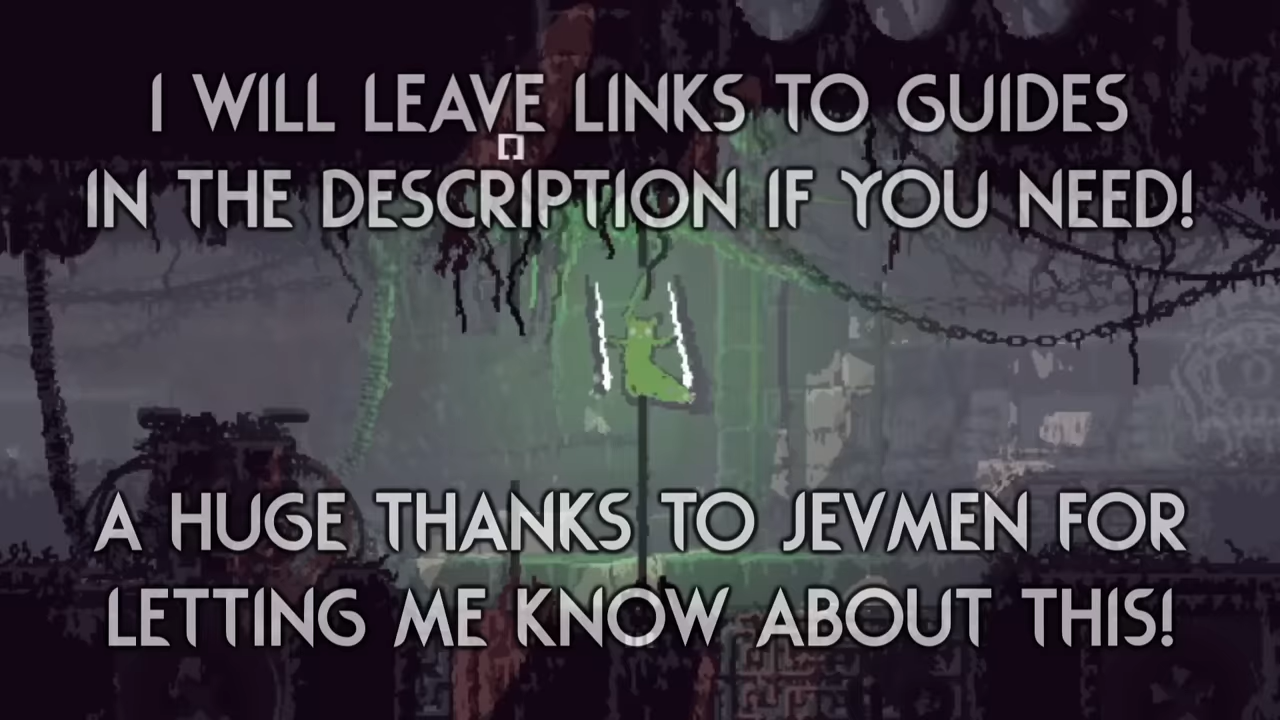 I WILL LEAVE LINKS TO GUIDES
IN THE DESCRIPTION IF YOU NEED!
A HUGE THANKS TO JEVMEN FOR
LETTING ME KNOW ABOUT THIS!